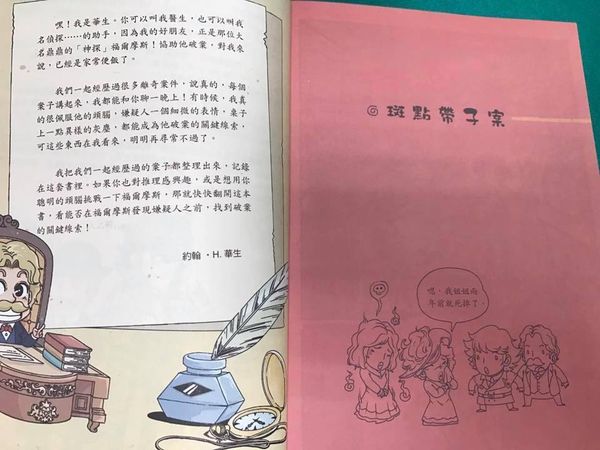 嘿！我是華生。你可以叫我醫生，也可以叫我
名偵探……的助手，因為我的好朋友，正是那位大
名鼎鼎的「神探」福爾摩斯！協助他破案，對我來
說，已經是家常便飯了。
我們一起經歷過很多離奇案件，說真的，每個
案子講起來，我都能和你聊一晚上！有時候，我真
的很佩服他的頭腦，嫌疑人一個細微的表情，桌子
上一點異樣的灰塵，都能成為他破案的關鍵線索，
可這些東西在我看來，明明再尋常不過了。
我把我們一起經歷過的案子都整理出來，記錄
在這套書裡。如果你也對推理感興趣，或是想用你
聰明的頭腦挑戰一下福爾摩斯，那就快快翻開這本
書，看能否在福爾摩斯發現嫌疑人之前，找到破案
的關鍵線索！
約翰・H. 華生
斑點帶子案
嗯，我姐姐兩
年前就死掉了。